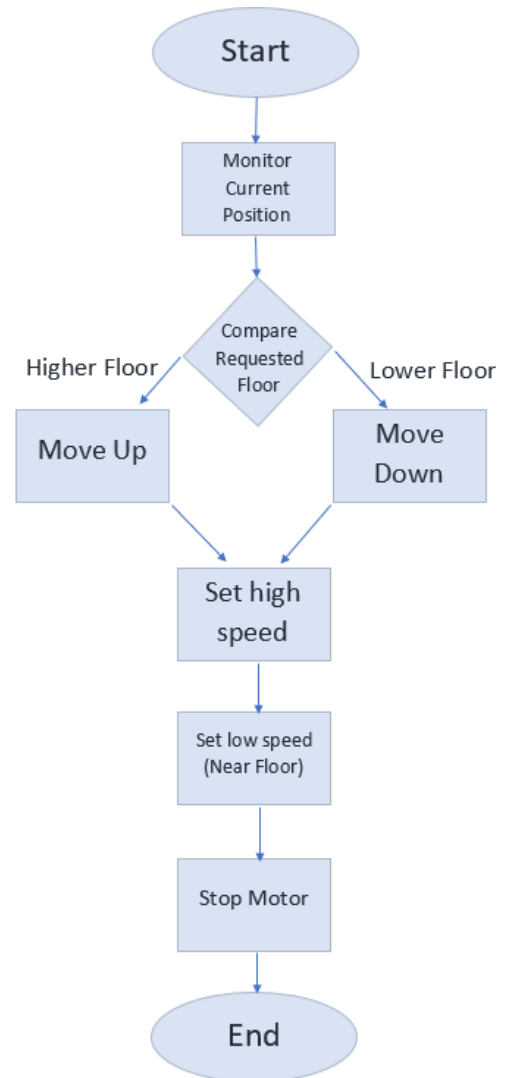 Start
Monitor
Current
Position
Compare
Requested
Floor
Higher Floor
Lower Floor
Move Up
Move
Down
Set high
speed
Set low speed
(Near Floor)
Stop Motor
End